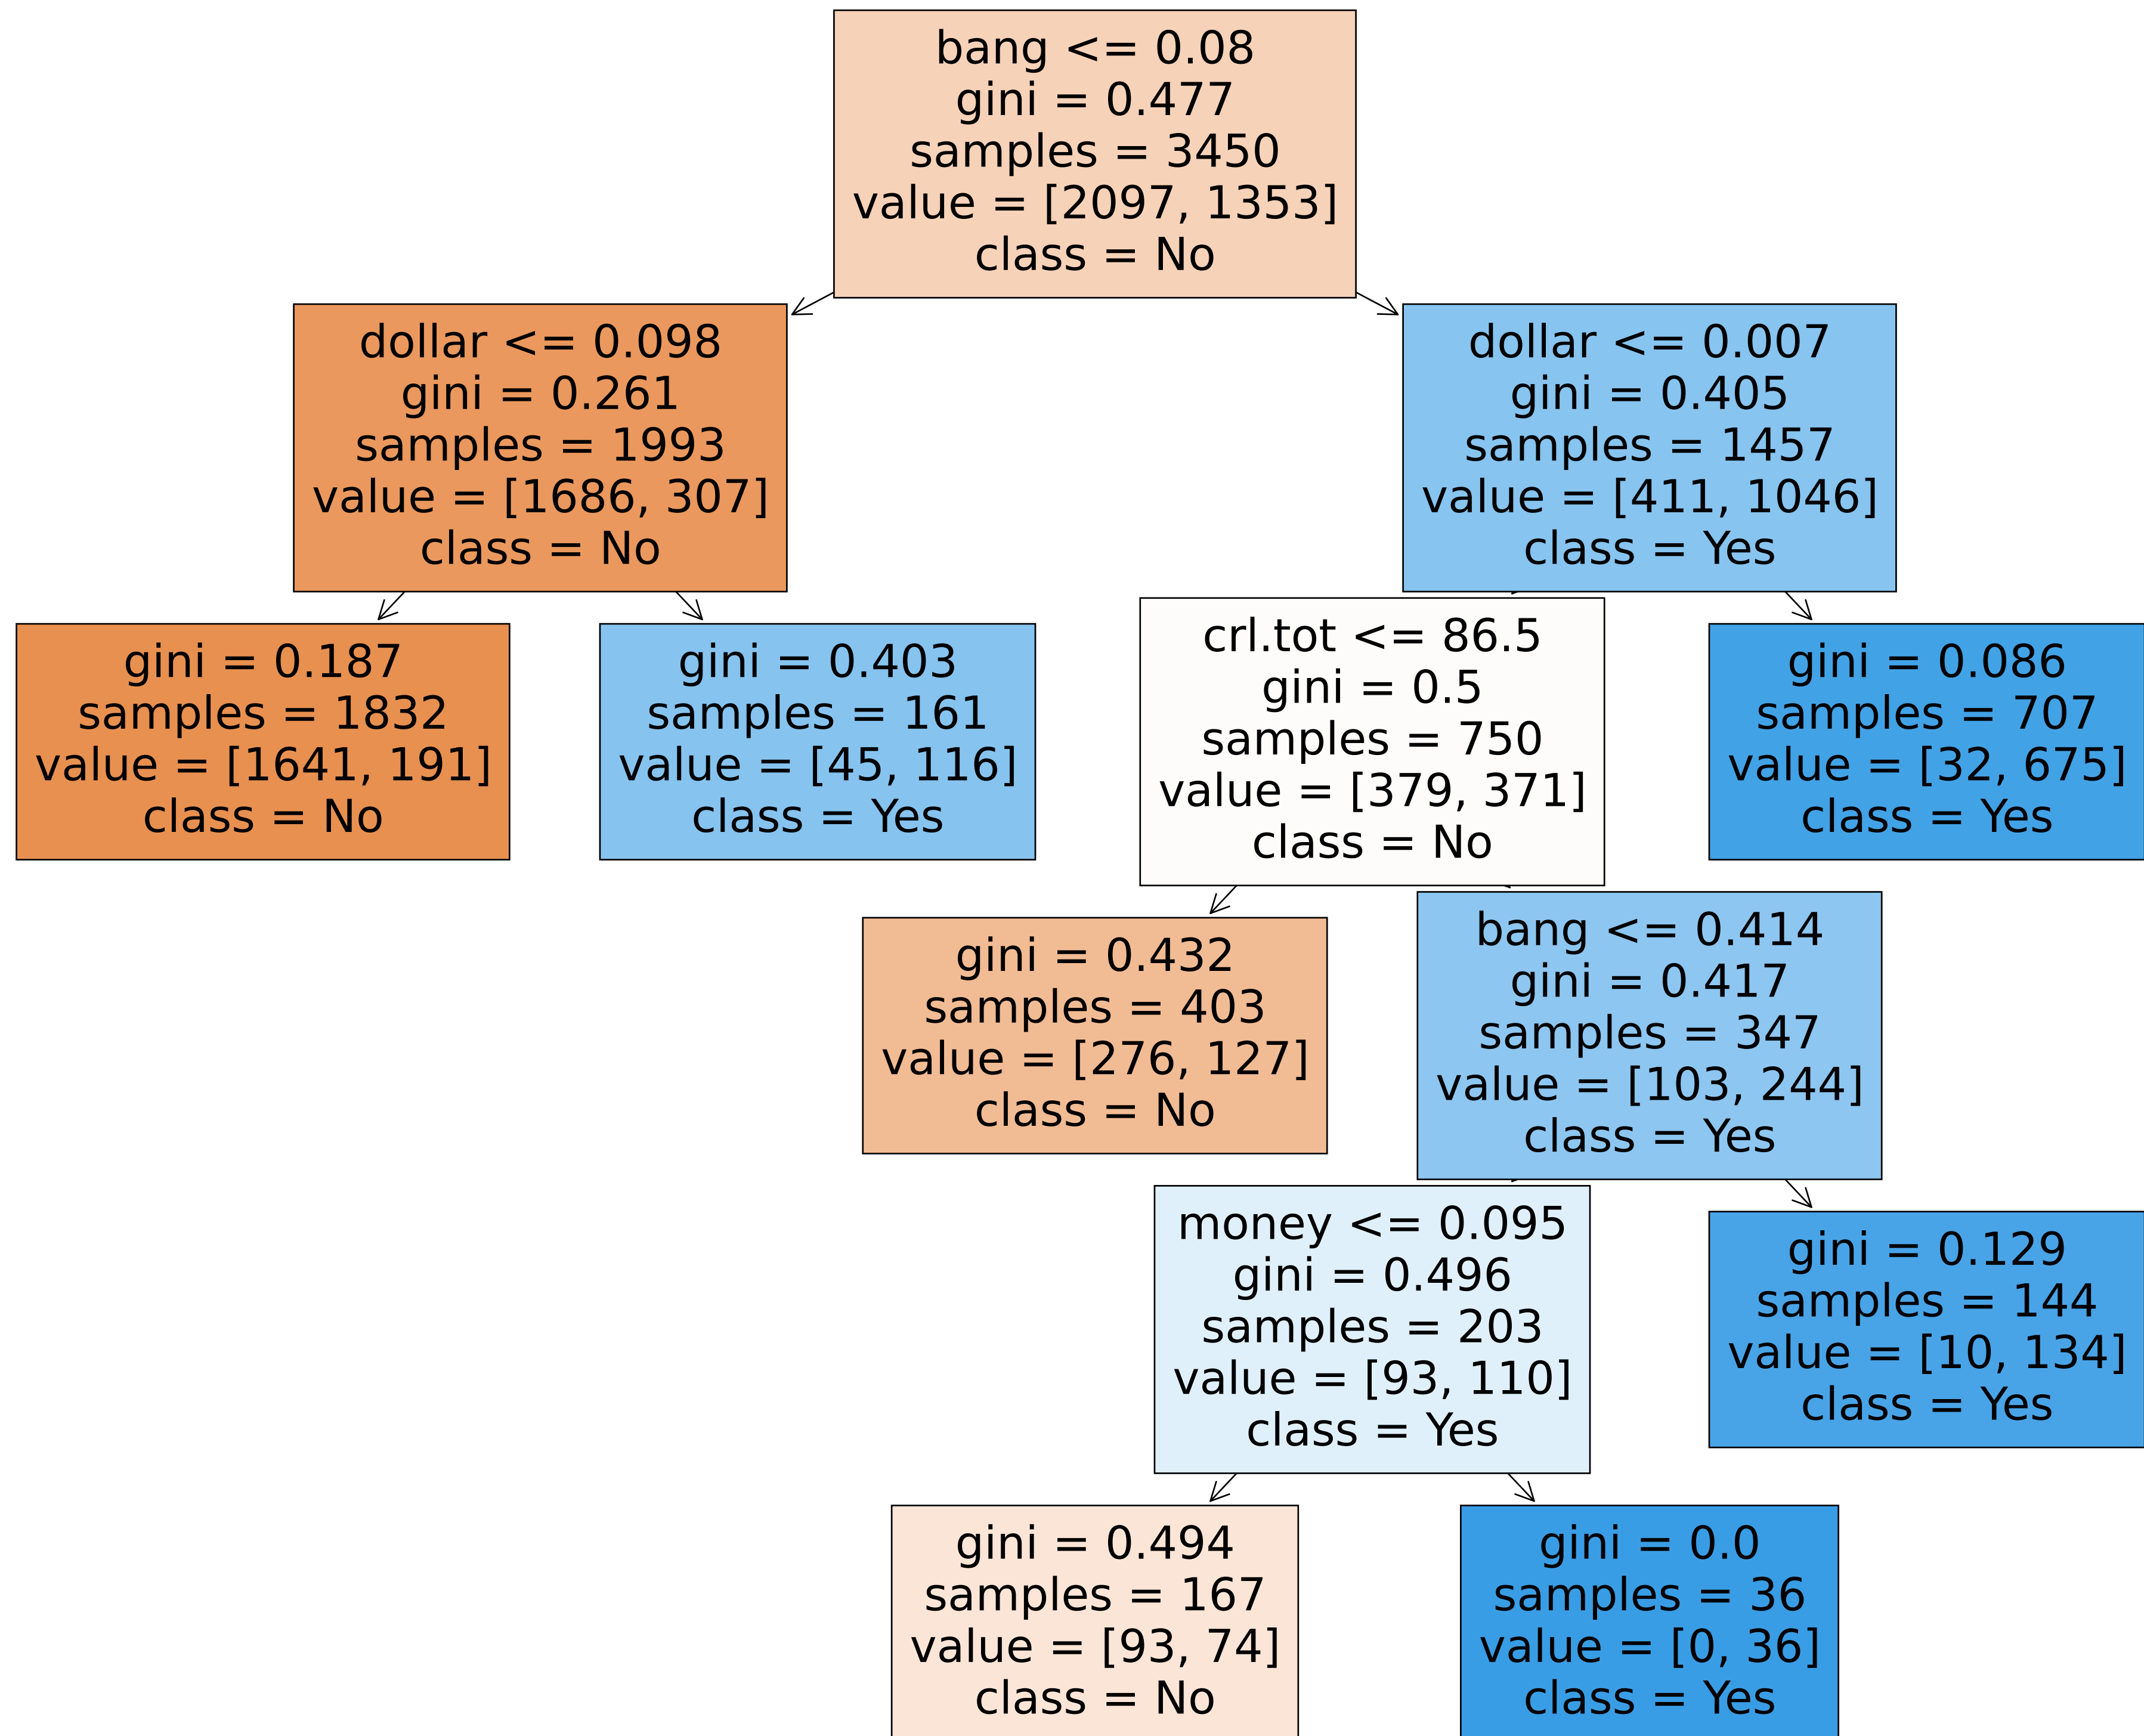 bang <= 0.08
gini = 0.477
samples = 3450
value = [2097, 1353]
class = No
dollar <= 0.098
gini = 0.261
samples = 1993
value = [1686, 307]
class = No
dollar <= 0.007
gini = 0.405
samples = 1457
value = [411, 1046]
class = Yes
gini = 0.187
samples = 1832
value = [1641, 191]
class = No
gini = 0.403
samples = 161
value = [45, 116]
class = Yes
crl.tot <= 86.5
gini = 0.5
samples = 750
value = [379, 371]
class = No
gini = 0.086
samples = 707
value = [32, 675]
class = Yes
gini = 0.432
samples = 403
value = [276, 127]
class = No
bang <= 0.414
gini = 0.417
samples = 347
value = [103, 244]
class = Yes
money <= 0.095
gini = 0.496
samples = 203
value = [93, 110]
class = Yes
gini = 0.129
samples = 144
value = [10, 134]
class = Yes
gini = 0.494
samples = 167
value = [93, 74]
class = No
gini = 0.0
samples = 36
value = [0, 36]
class = Yes